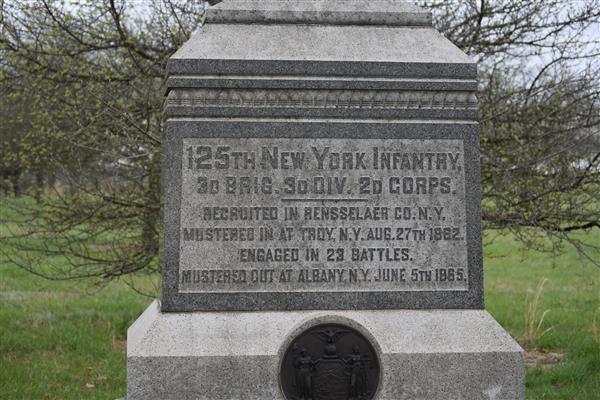 125TH NEW YORK INFANTRY,
3D BRIG. 3D DIV. 2D CORPS.
RECRUITED IN RENSSELAER CO. N.Y.
MUSTERED IN AT TROY, N.Y. AUG. 27TH 1862.
ENGAGED IN 23 BATTLES.
MUSTERED OUT AT ALBANY, N.Y. JUNE 5TH 1865.